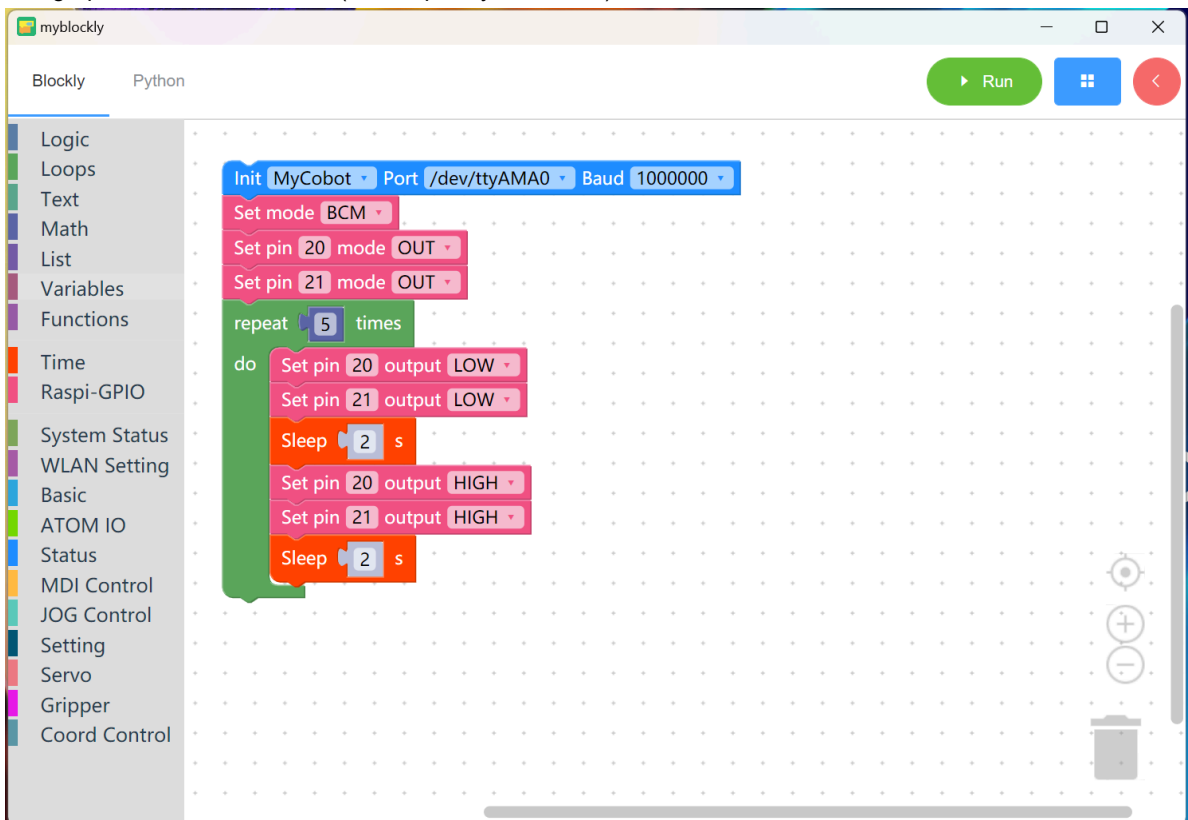 myblockly
Blockly Python
Run
Logic
Loops
Text
Math
List
Variables
Functions
Time
Raspi-GPIO
System Status
WLAN Setting
Basic
ATOM IO
Status
MDI Control
JOG Control
Setting
Servo
Gripper
Coord Control
Init MyCobot Port /dev/ttyAMA0 Baud 1000000
Set mode BCM
Set pin 20 mode OUT
Set pin 21 mode OUT
repeat 5 times
do Set pin 20 output LOW
Set pin 21 output LOW
Sleep 2 s
Set pin 20 output HIGH
Set pin 21 output HIGH
Sleep 2 s